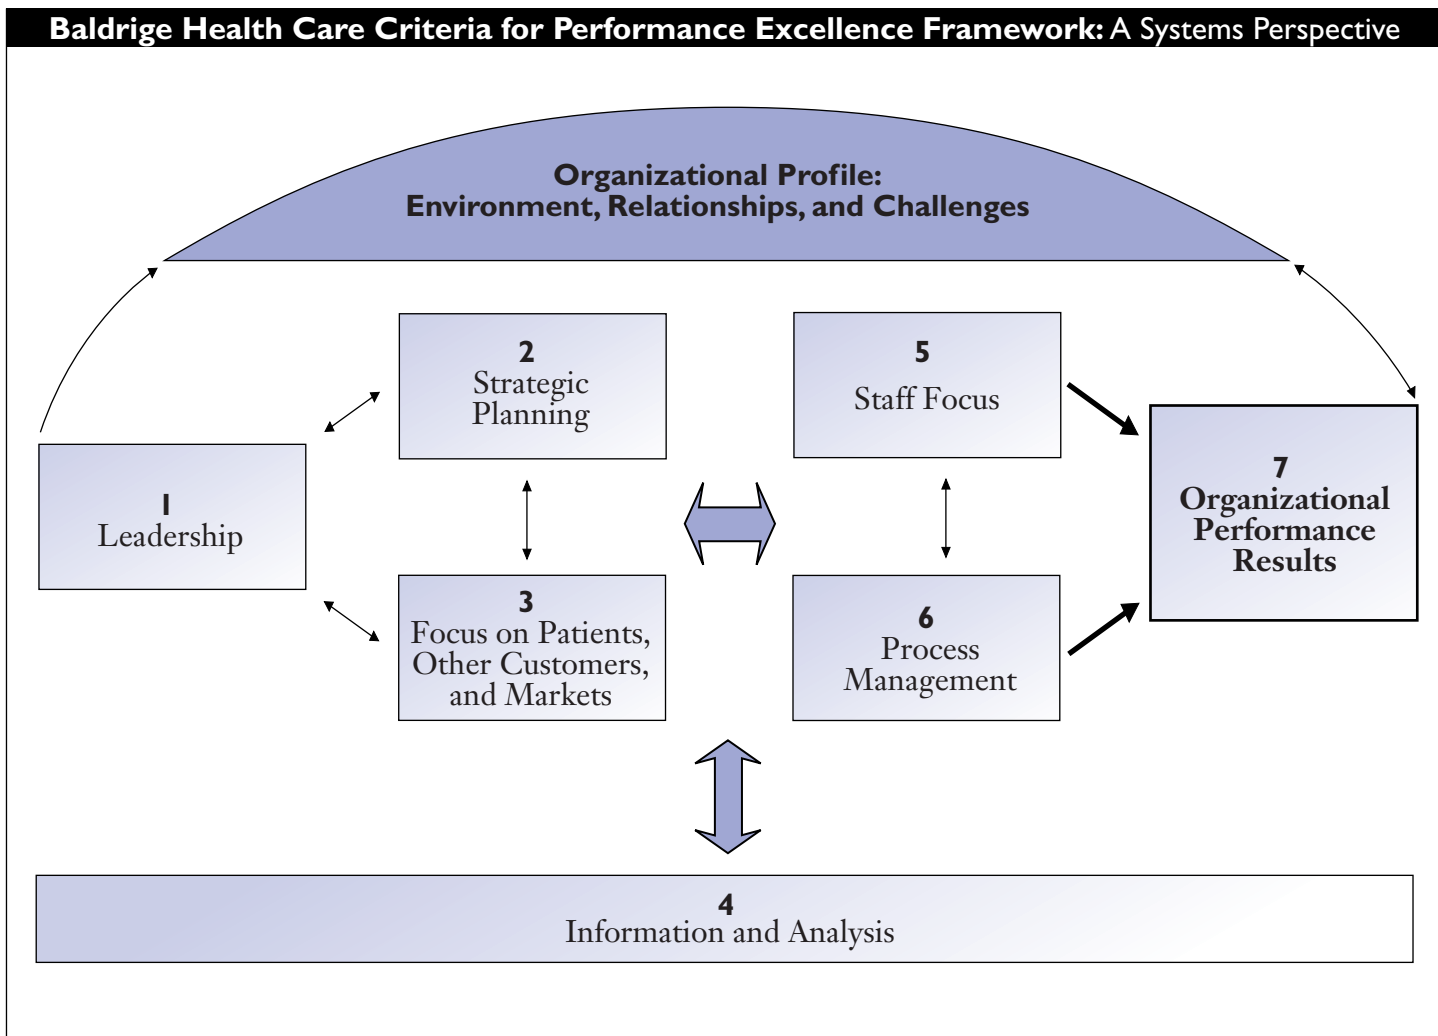 Baldrige Health Care Criteria for Performance Excellence Framework: A Systems Perspective
Organizational Profile:
Environment, Relationships, and Challenges
2
Strategic
Planning
5
Staff Focus
1
Leadership
7
Organizational
Performance
Results
3
Focus on Patients,
Other Customers,
and Markets
6
Process
Management
4
Information and Analysis